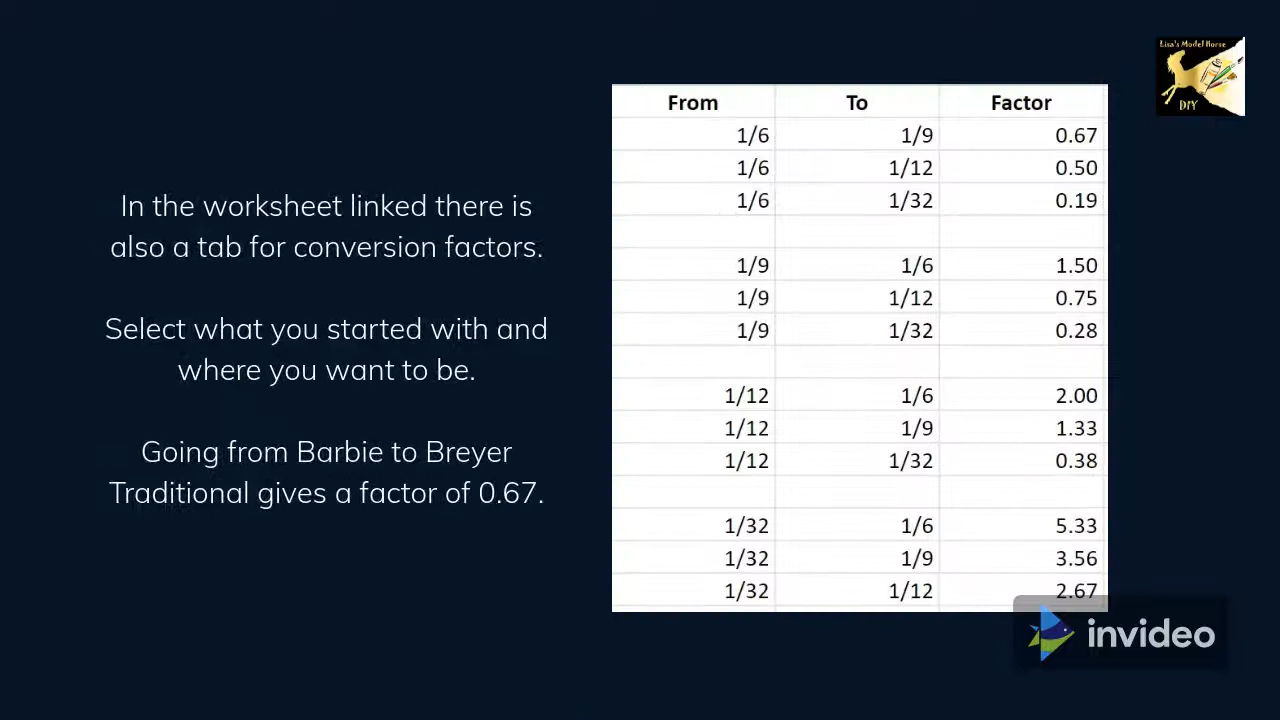 Lisa's Model Horse
DIY
In the worksheet linked there is
also a tab for conversion factors.
Select what you started with and
where you want to be.
Going from Barbie to Breyer
Traditional gives a factor of 0.67.
From To Factor
1/6 1/9 0.67
1/6 1/12 0.50
1/6 1/32 0.19
1/9 1/6 1.50
1/9 1/12 0.75
1/9 1/32 0.28
1/12 1/6 2.00
1/12 1/9 1.33
1/12 1/32 0.38
1/32 1/6 5.33
1/32 1/9 3.56
1/32 1/12 2.67
invideo